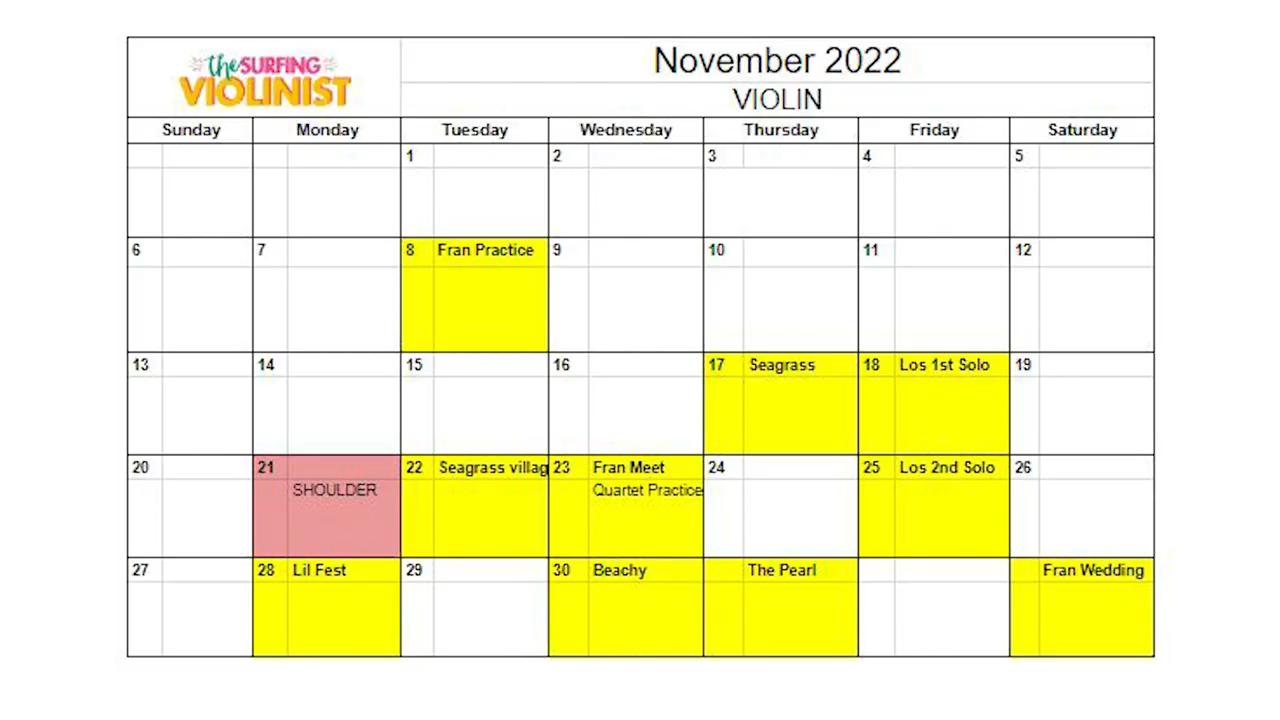 the SURFING
VIOLINIST
November 2022
VIOLIN
Sunday Monday Tuesday Wednesday Thursday Friday Saturday
1 2 3 4 5
6 7 8 Fran Practice 9 10 11 12
13 14 15 16 17 Seagrass 18 Los 1st Solo 19
20 21 22 Seagrass villag 23 Fran Meet 24 25 Los 2nd Solo 26
SHOULDER Quartet Practice
27 28 Lil Fest 29 30 Beachy The Pearl Fran Wedding